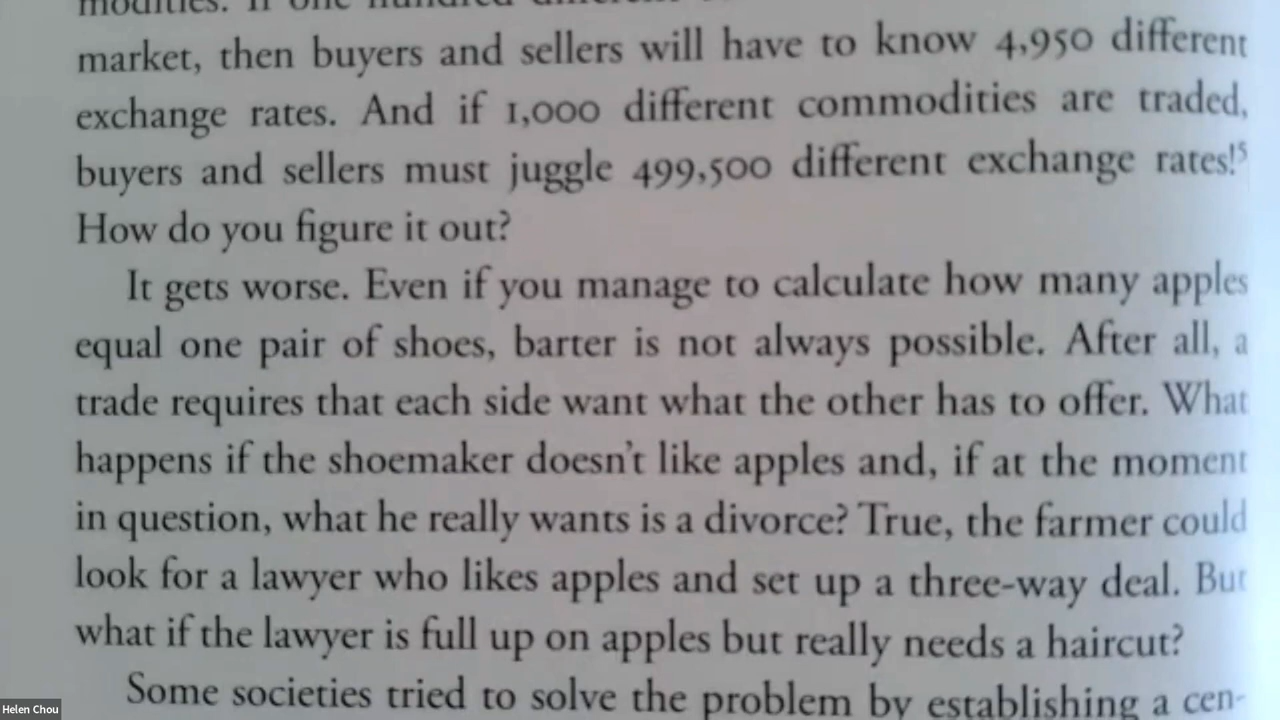 modities. If one hundred different
market, then buyers and sellers will have to know 4,950 different
exchange rates. And if 1,000 different commodities are traded,
buyers and sellers must juggle 499,500 different exchange rates!⁵
How do you figure it out?
It gets worse. Even if you manage to calculate how many apples
equal one pair of shoes, barter is not always possible. After all, a
trade requires that each side want what the other has to offer. What
happens if the shoemaker doesn't like apples and, if at the moment
in question, what he really wants is a divorce? True, the farmer could
look for a lawyer who likes apples and set up a three-way deal. But
what if the lawyer is full up on apples but really needs a haircut?
Some societies tried to solve the problem by establishing a cen-
Helen Chou